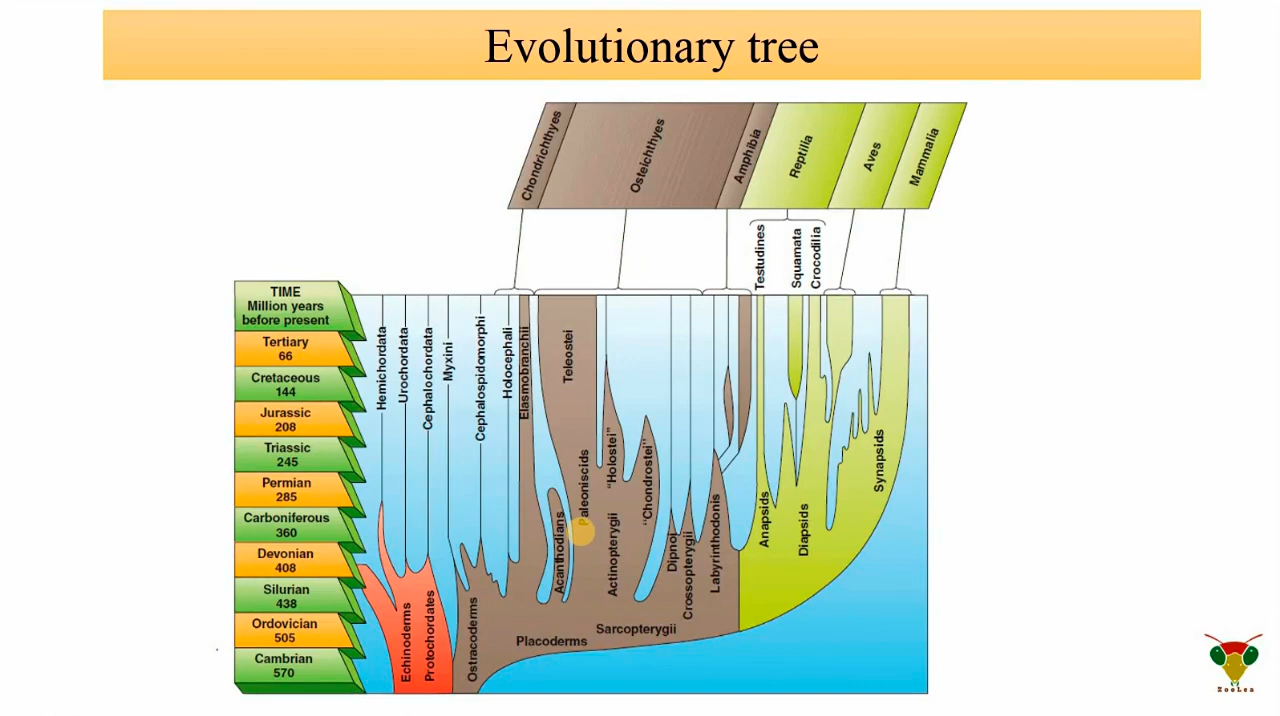 Evolutionary tree
Chondrichthyes
Osteichthyes
Amphibia
Reptilia
Aves
Mammalia
Testudines
Squamata
Crocodilia
TIME
Million years
before present
Tertiary
66
Cretaceous
144
Jurassic
208
Triassic
245
Permian
285
Carboniferous
360
Devonian
408
Silurian
438
Ordovician
505
Cambrian
570
Hemichordata
Urochordata
Cephalochordata
Myxini
Cephalospidomorphi
Holocephali
Elasmobranchii
Teleostei
Paleoniscids
"Holostei"
"Chondrostei"
Acanthodians
Actinopterygii
Dipnoi
Crossopterygii
Labyrinthodonis
Anapsids
Diapsids
Synapsids
Echinoderms
Protochordates
Ostracoderms
Placoderms
Sarcopterygii
ZooLea